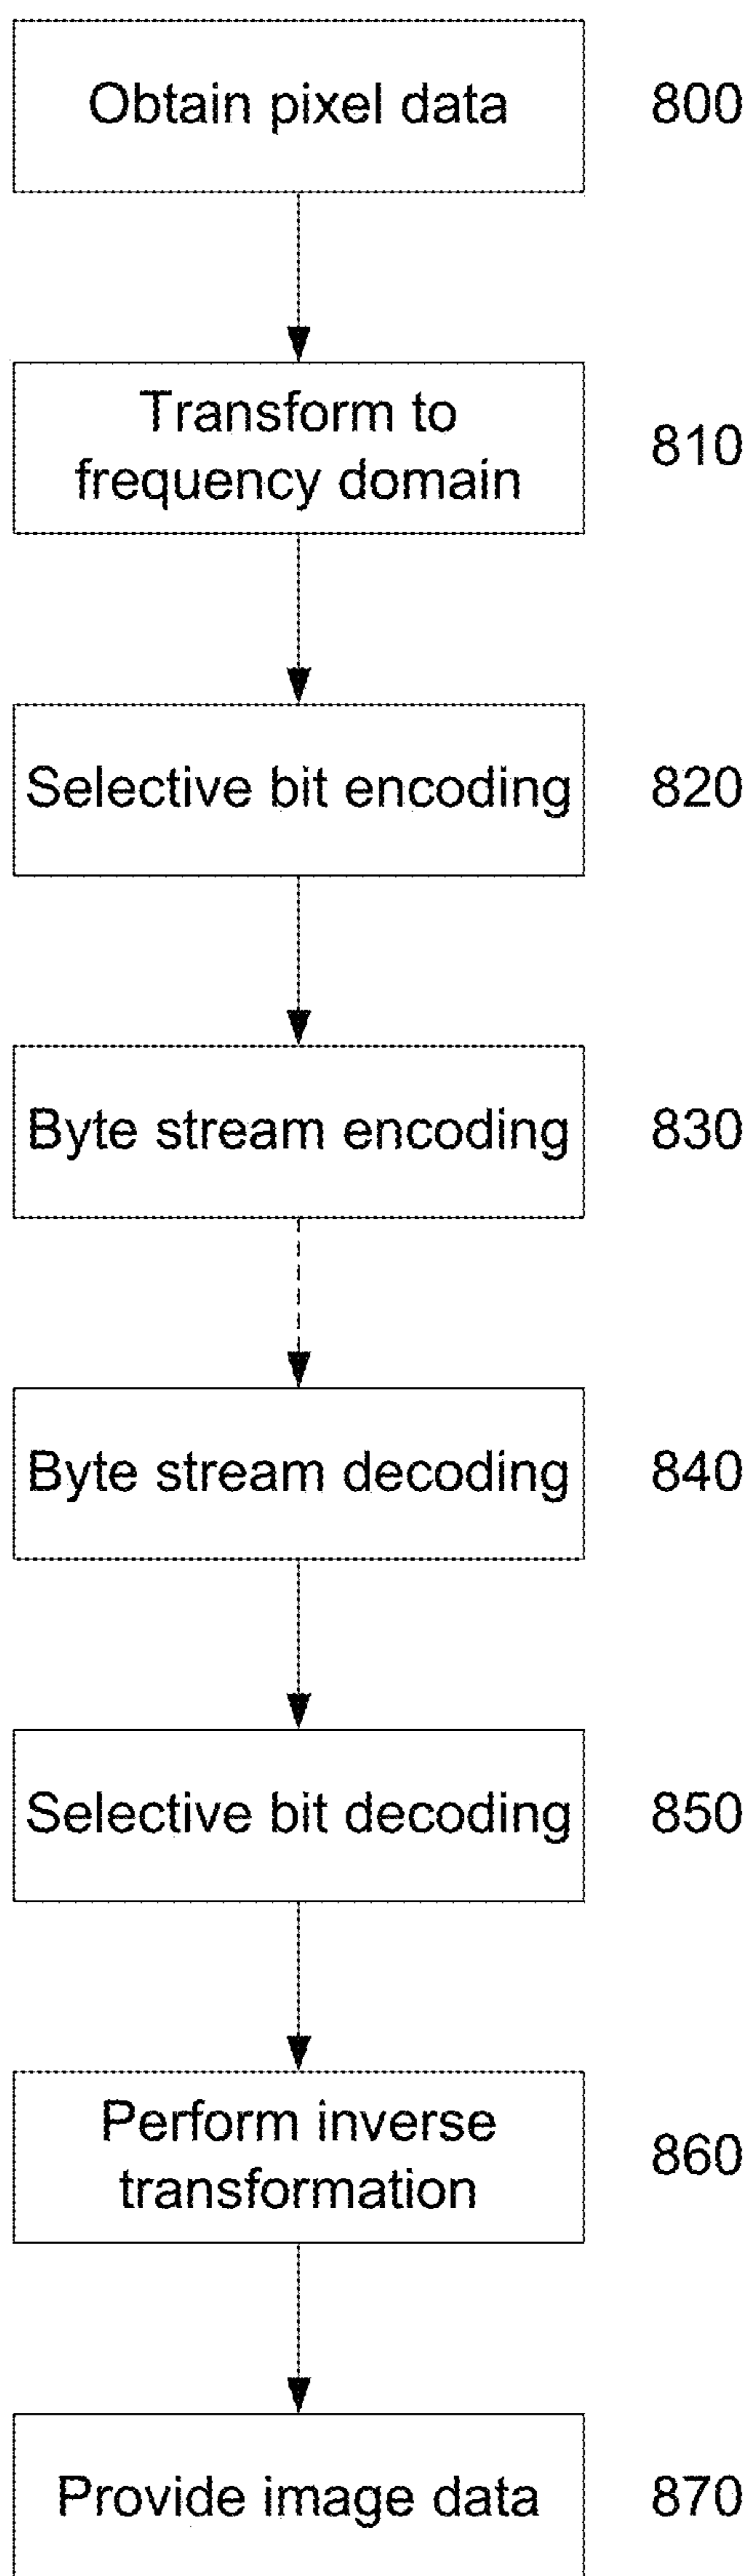 Obtain pixel data 800
Transform to
frequency domain 810
Selective bit encoding 820
Byte stream encoding 830
Byte stream decoding 840
Selective bit decoding 850
Perform inverse
transformation 860
Provide image data 870